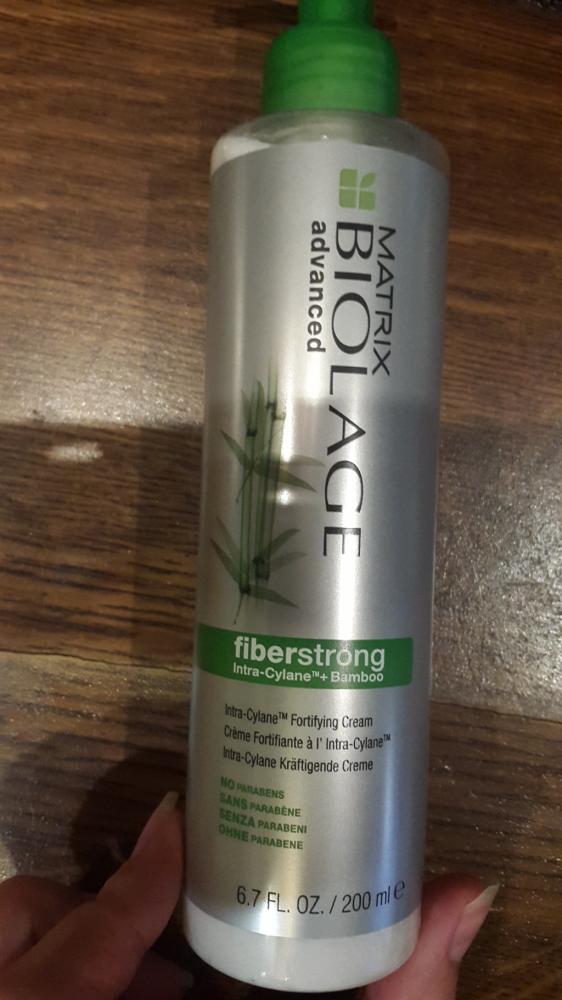 MATRIX
BIOLAGE
advanced
fiberstrong
Intra-Cylane™+ Bamboo
Intra-Cylane™ Fortifying Cream
Crème Fortifiante à l' Intra-Cylane™
Intra-Cylane Kräftigende Creme
NO PARABENS
SANS PARABÈNE
SENZA PARABENI
OHNE PARABENE
6.7 FL. OZ. / 200 ml ℮